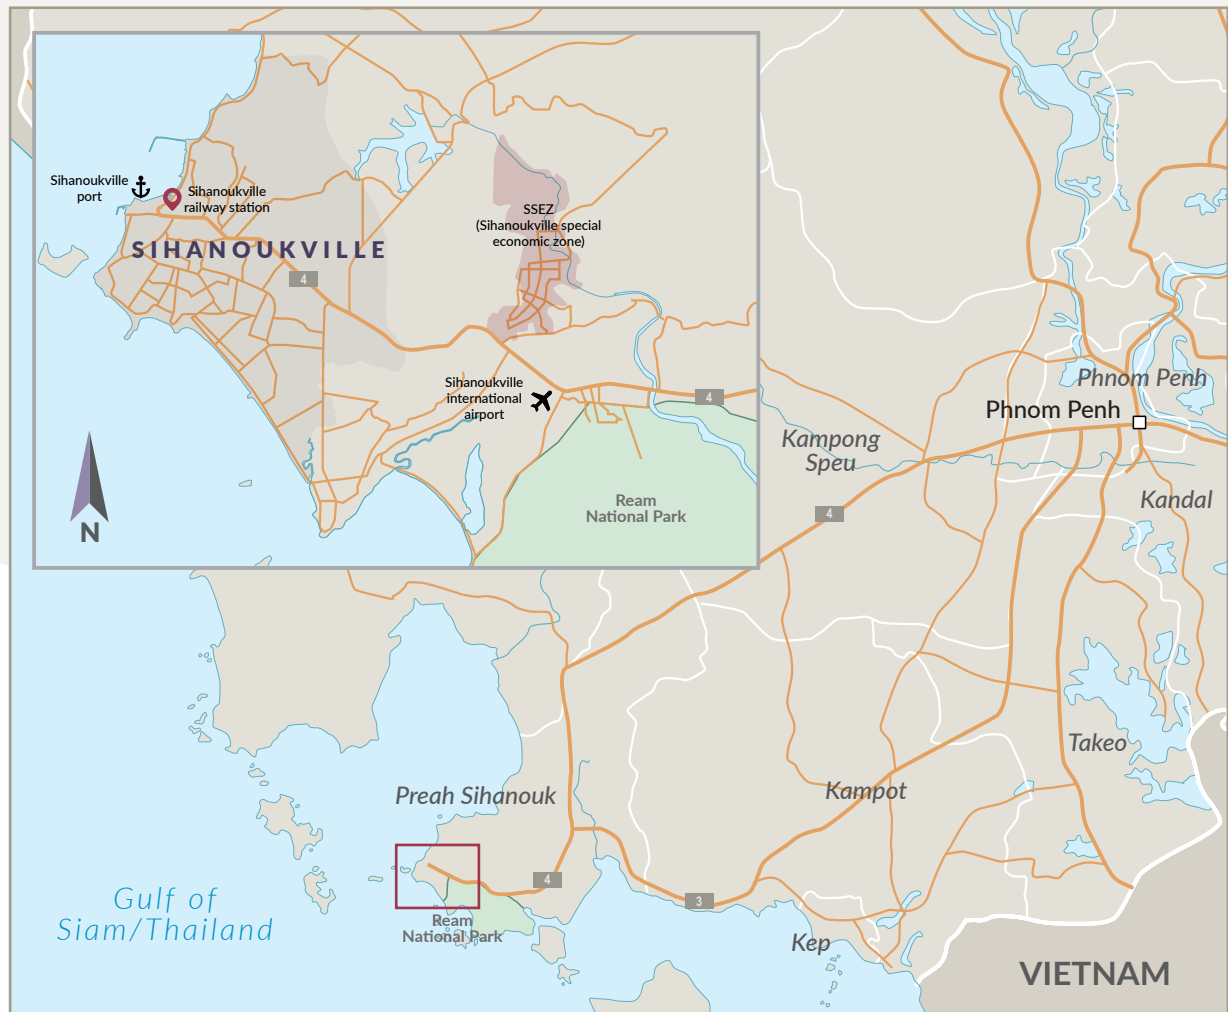 Sihanoukville
port
Sihanoukville
railway station
SIHANOUKVILLE
4
SSEZ
(Sihanoukville special
economic zone)
Sihanoukville
international
airport
4
Ream
National Park
N
Phnom Penh
Phnom Penh
Kampong
Speu
4
Kandal
Takeo
Preah Sihanouk
Kampot
4
3
Gulf of
Siam/Thailand
Ream
National Park
Kep
VIETNAM